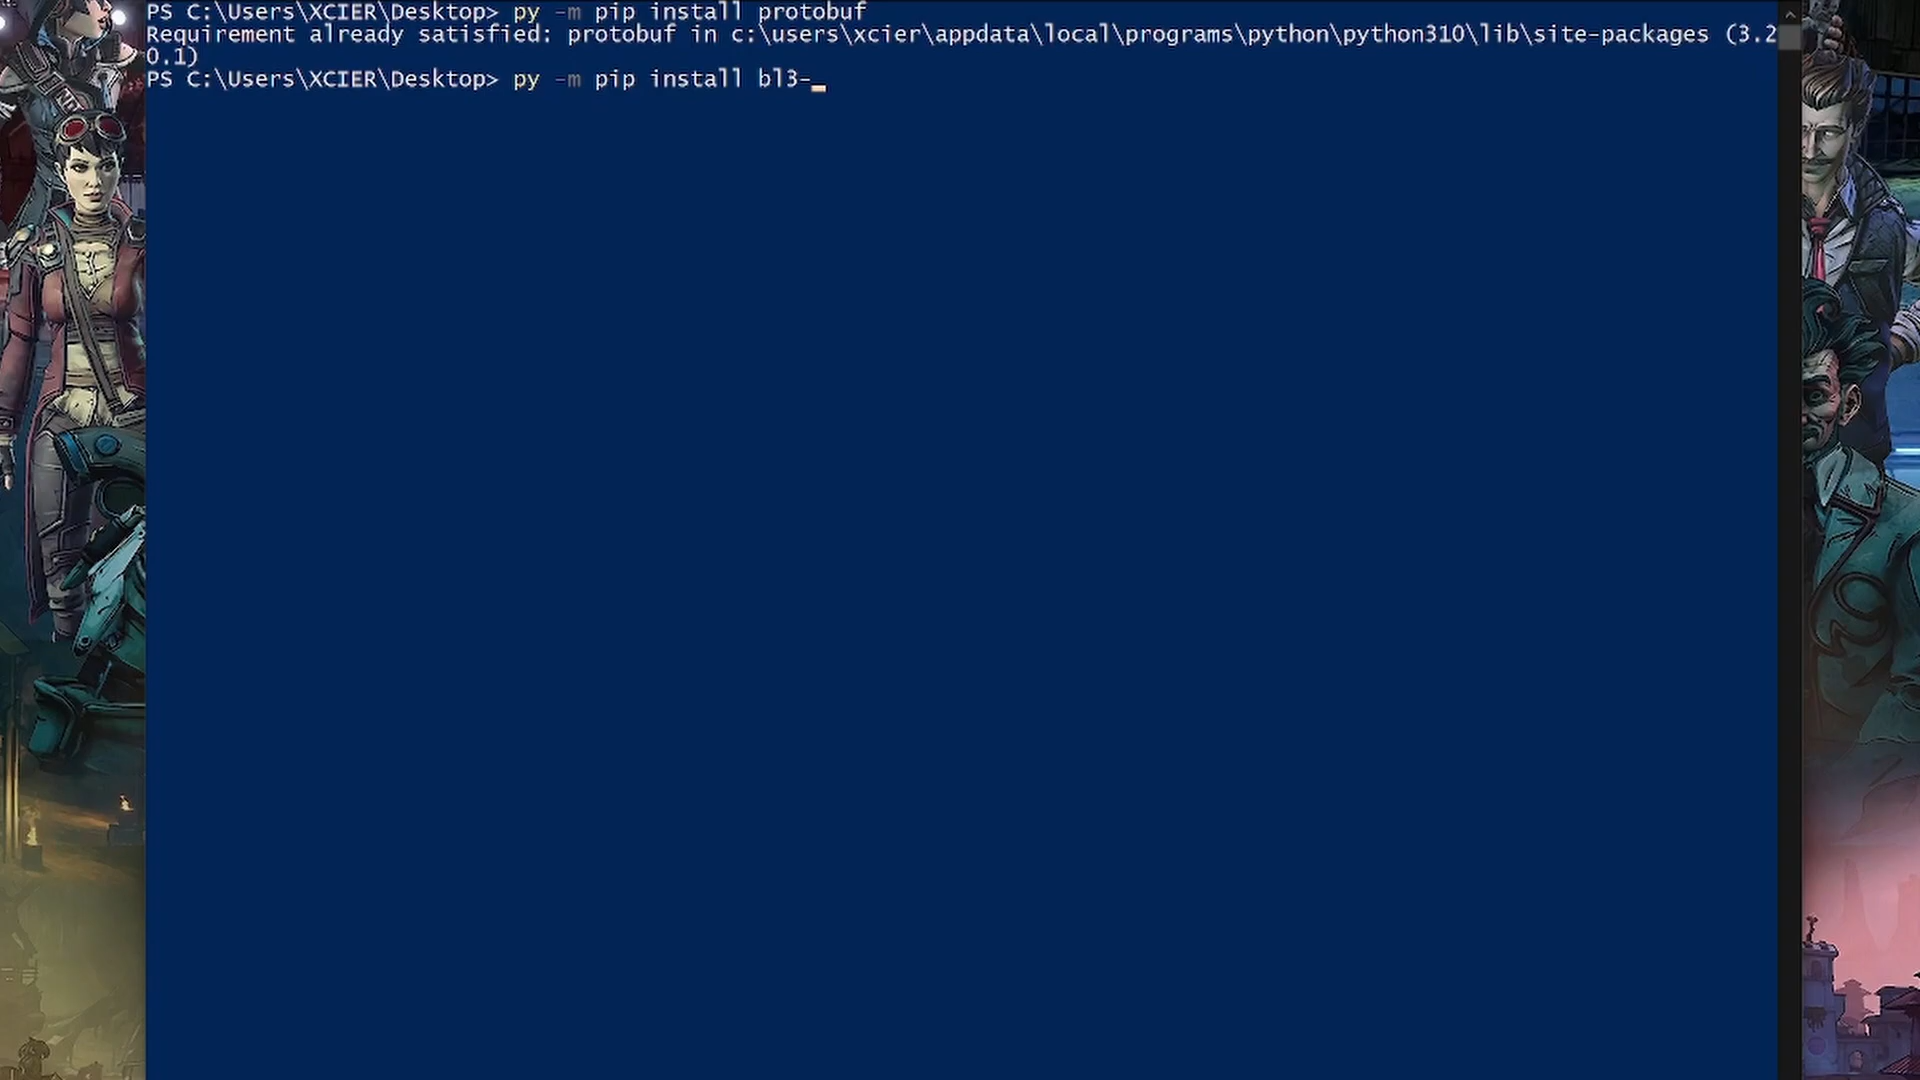 PS C:\Users\XCIER\Desktop> py -m pip install protobuf
Requirement already satisfied: protobuf in c:\users\xcier\appdata\local\programs\python\python310\lib\site-packages (3.2
0.1)
PS C:\Users\XCIER\Desktop> py -m pip install bl3-_